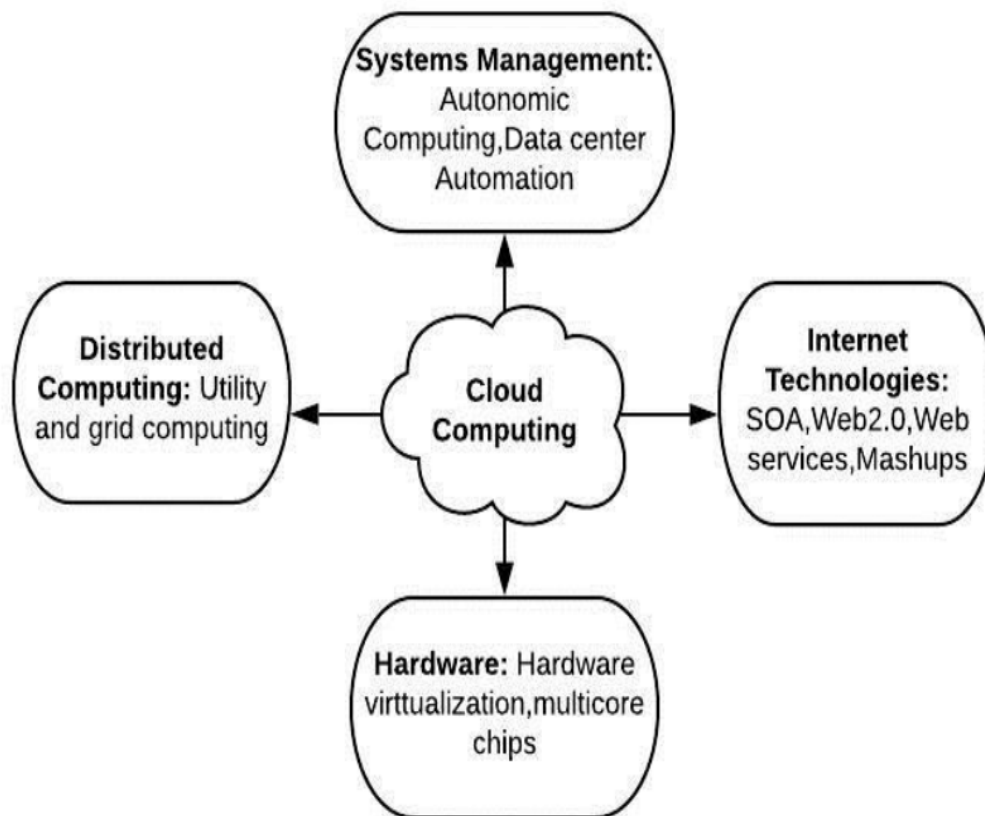 Systems Management:
Autonomic
Computing,Data center
Automation
Distributed
Computing: Utility
and grid computing
Cloud
Computing
Internet
Technologies:
SOA,Web2.0,Web
services,Mashups
Hardware: Hardware
virttualization,multicore
chips